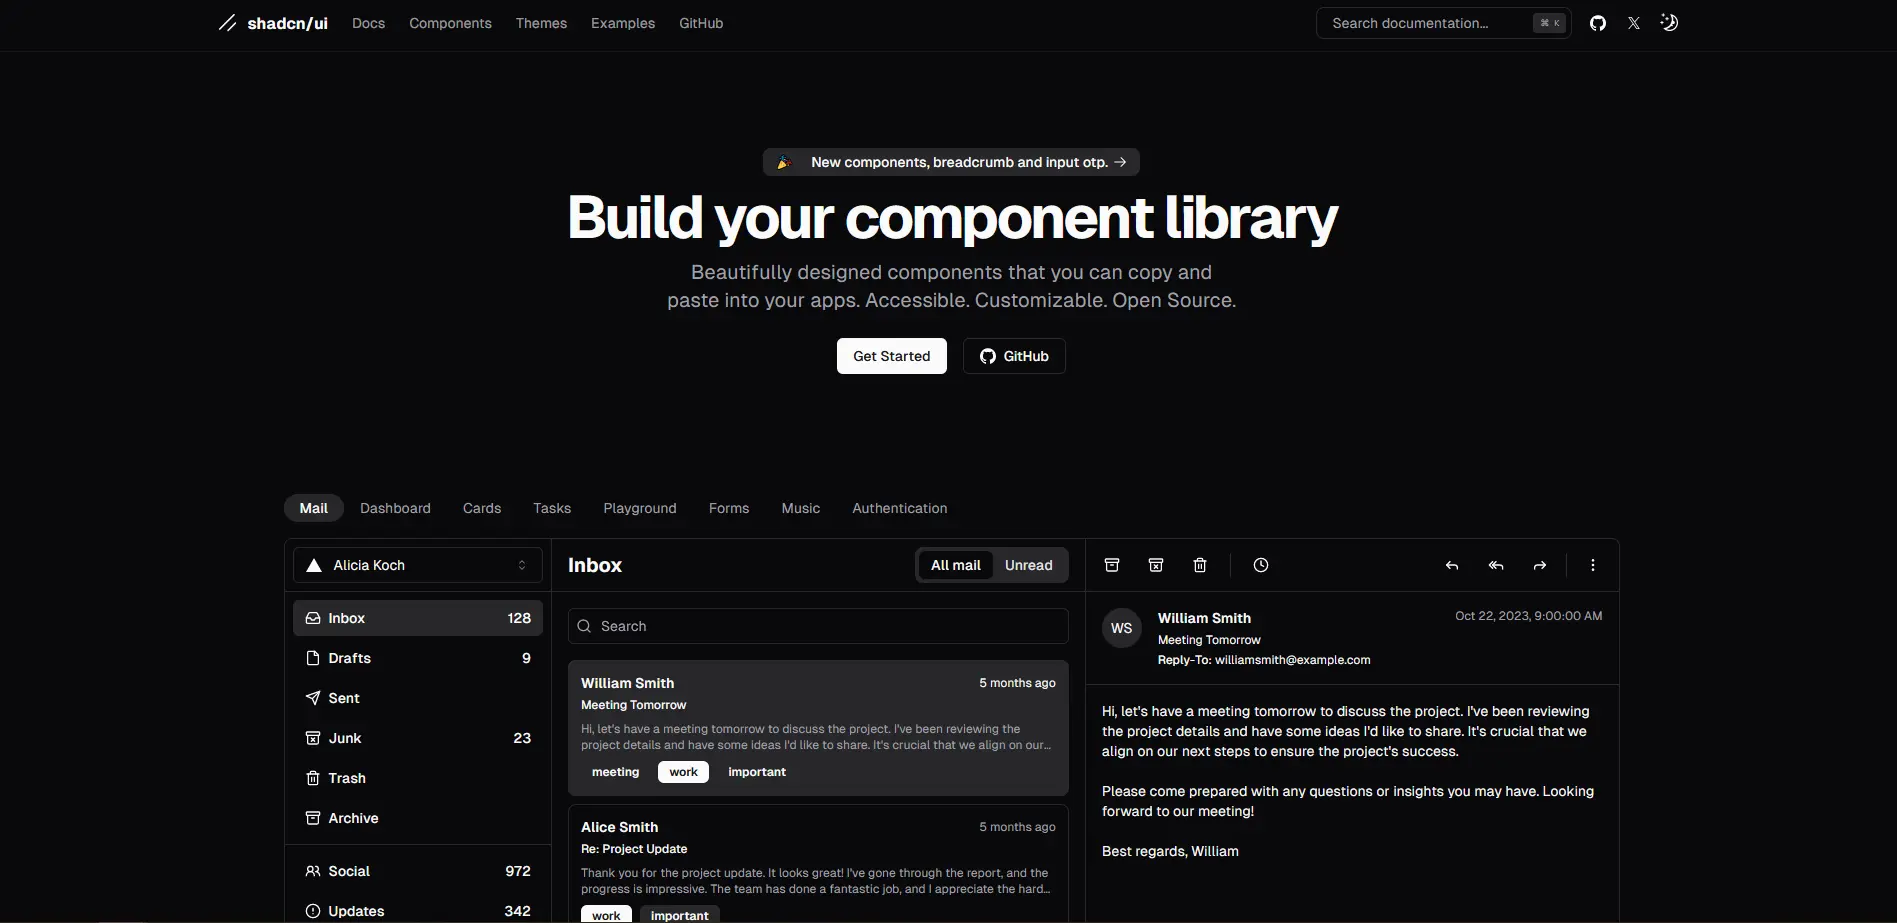 shadcn/ui Docs Components Themes Examples GitHub
Search documentation... ⌘ K
New components, breadcrumb and input otp.
Build your component library
Beautifully designed components that you can copy and
paste into your apps. Accessible. Customizable. Open Source.
Get Started GitHub
Mail Dashboard Cards Tasks Playground Forms Music Authentication
Alicia Koch
Inbox 128
Drafts 9
Sent
Junk 23
Trash
Archive
Social 972
Updates 342
Inbox
All mail Unread
Search
William Smith 5 months ago
Meeting Tomorrow
Hi, let's have a meeting tomorrow to discuss the project. I've been reviewing the
project details and have some ideas I'd like to share. It's crucial that we align on our...
meeting work important
Alice Smith 5 months ago
Re: Project Update
Thank you for the project update. It looks great! I've gone through the report, and the
progress is impressive. The team has done a fantastic job, and I appreciate the hard...
work important
WS
William Smith Oct 22, 2023, 9:00:00 AM
Meeting Tomorrow
Reply-To: williamsmith@example.com
Hi, let's have a meeting tomorrow to discuss the project. I've been reviewing
the project details and have some ideas I'd like to share. It's crucial that we
align on our next steps to ensure the project's success.
Please come prepared with any questions or insights you may have. Looking
forward to our meeting!
Best regards, William